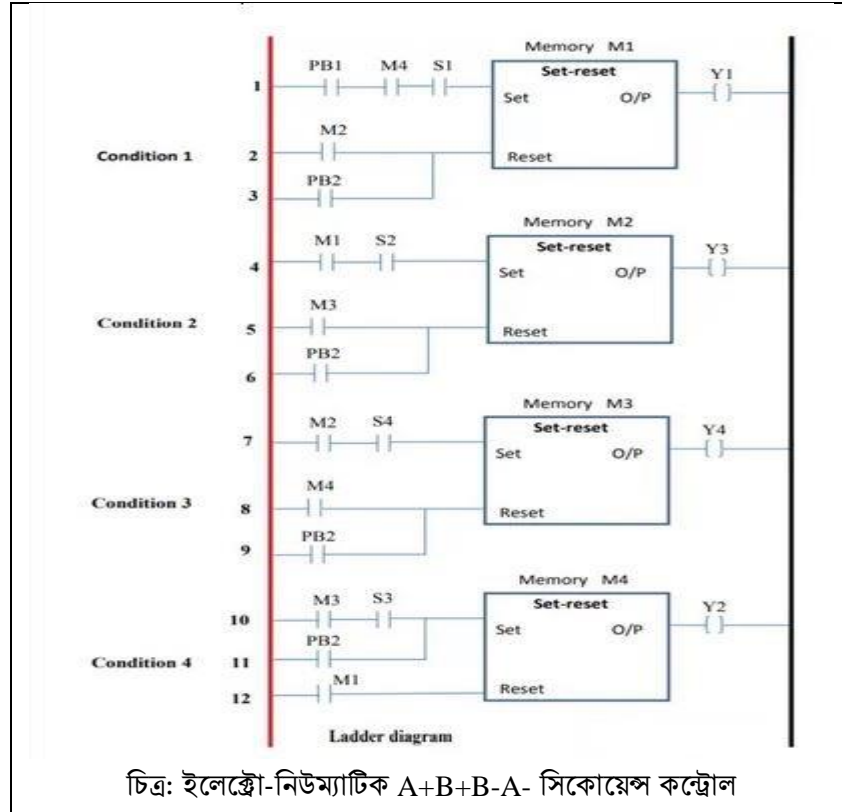 Memory M1
PB1 M4 S1 Set-reset Y1
1 Set O/P
M2
Condition 1 2 Reset
PB2
3
Memory M2
M1 S2 Set-reset Y3
4 Set O/P
M3
Condition 2 5 Reset
PB2
6
Memory M3
M2 S4 Set-reset Y4
7 Set O/P
M4
Condition 3 8 Reset
PB2
9
Memory M4
M3 S3 Set-reset Y2
10 Set O/P
PB2
Condition 4 11
M1
12 Reset
Ladder diagram
চিত্র: ইলেক্ট্রো-নিউম্যাটিক A+B+B-A- সিকোয়েন্স কন্ট্রোল